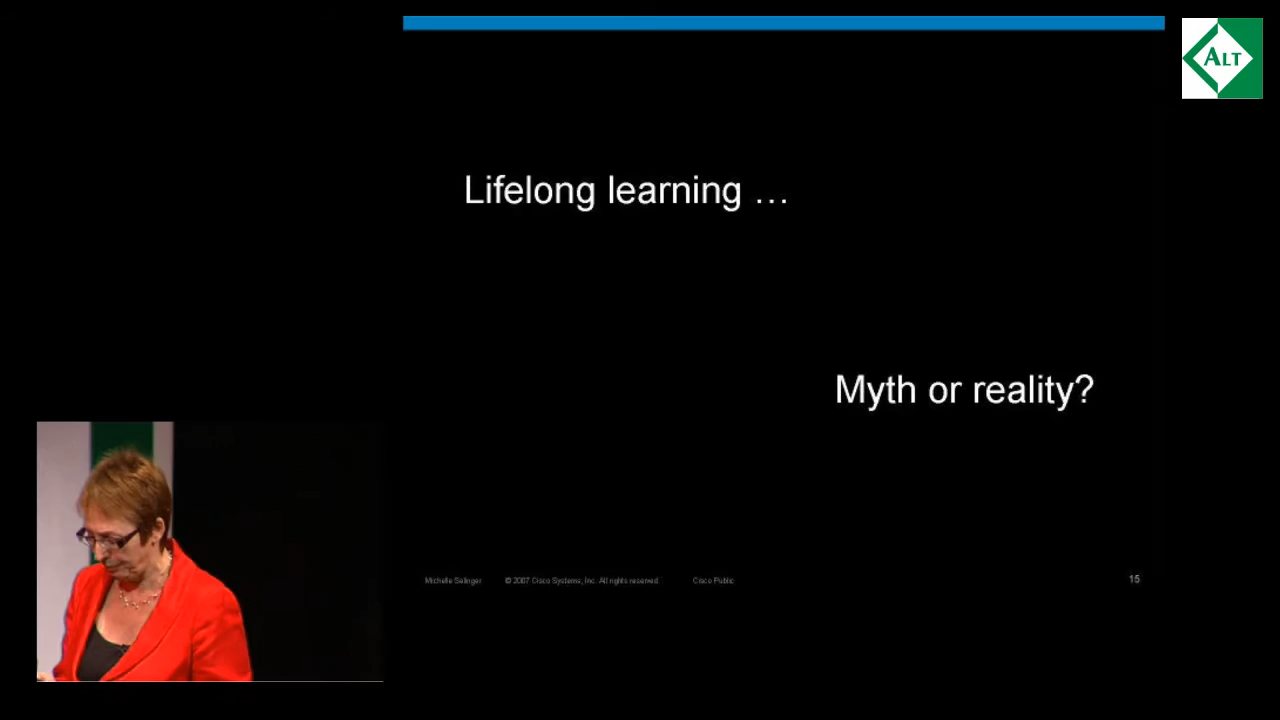 ALT
Lifelong learning …
Myth or reality?
Michelle Selinger © 2007 Cisco Systems, Inc. All rights reserved. Cisco Public 15